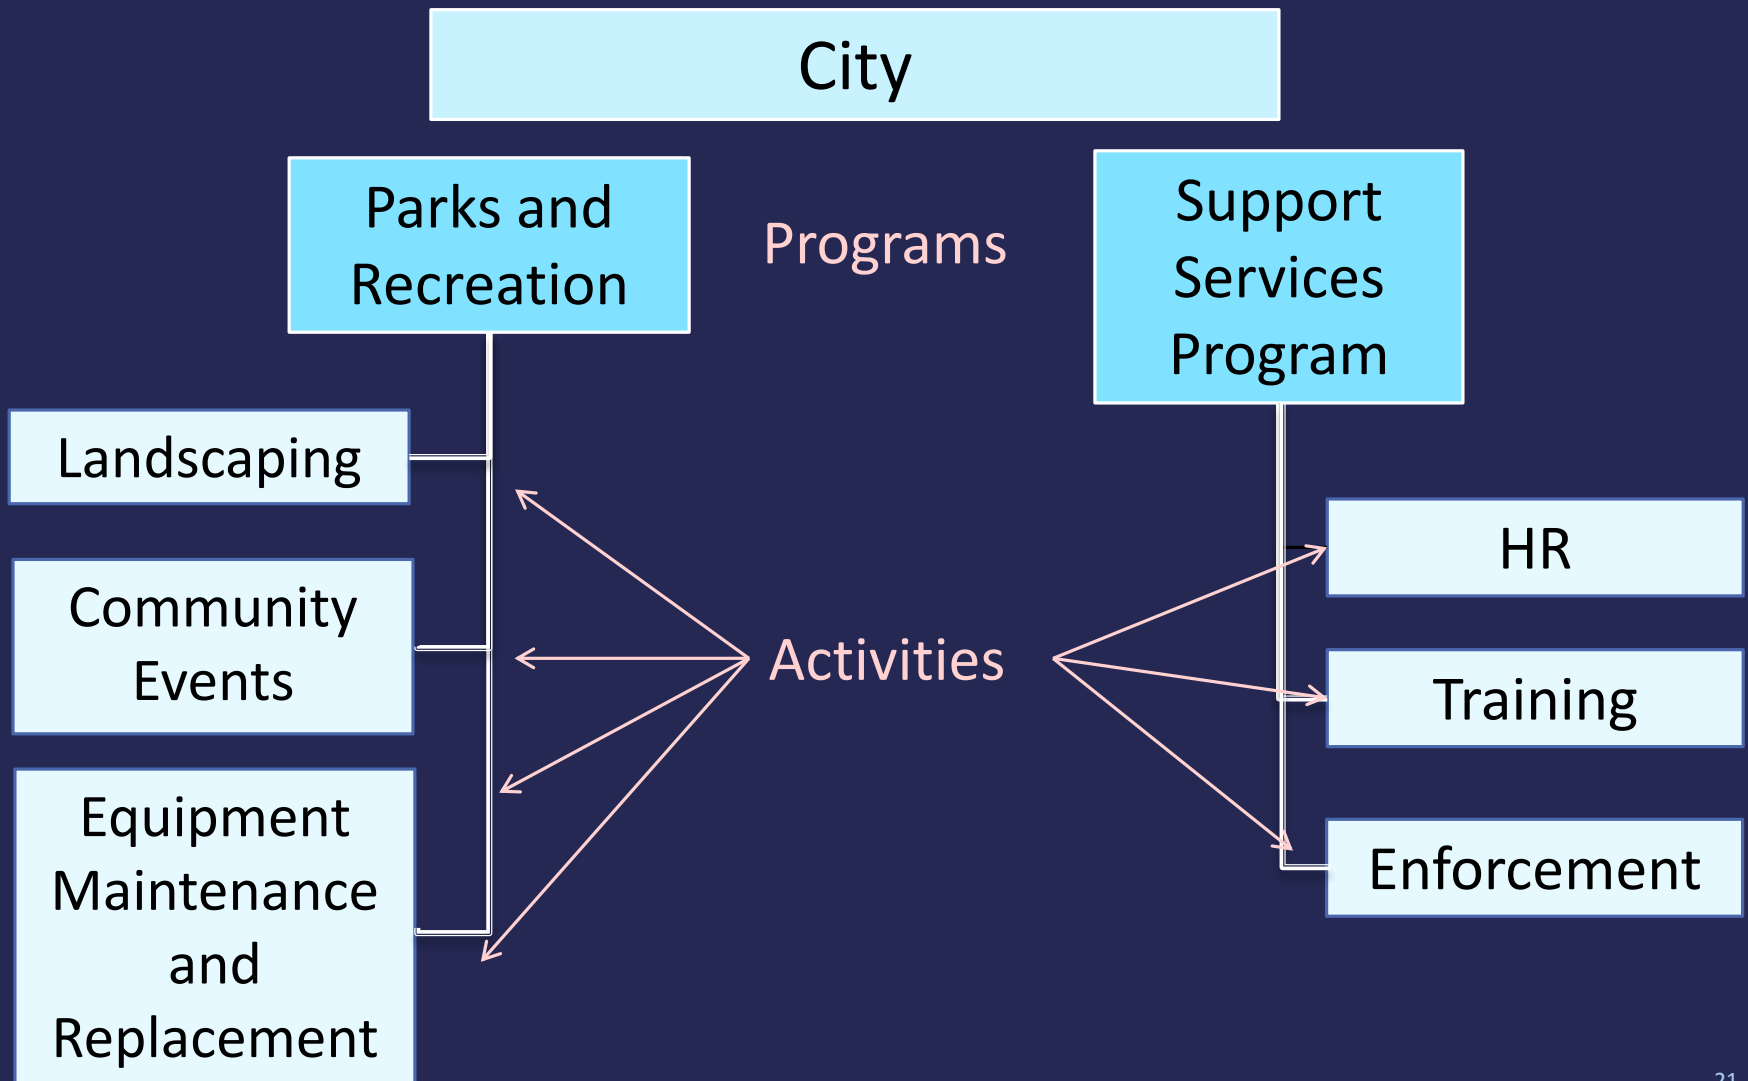 City
Parks and
Recreation
Programs
Support
Services
Program
Landscaping
Community
Events
Equipment
Maintenance
and
Replacement
Activities
HR
Training
Enforcement
21